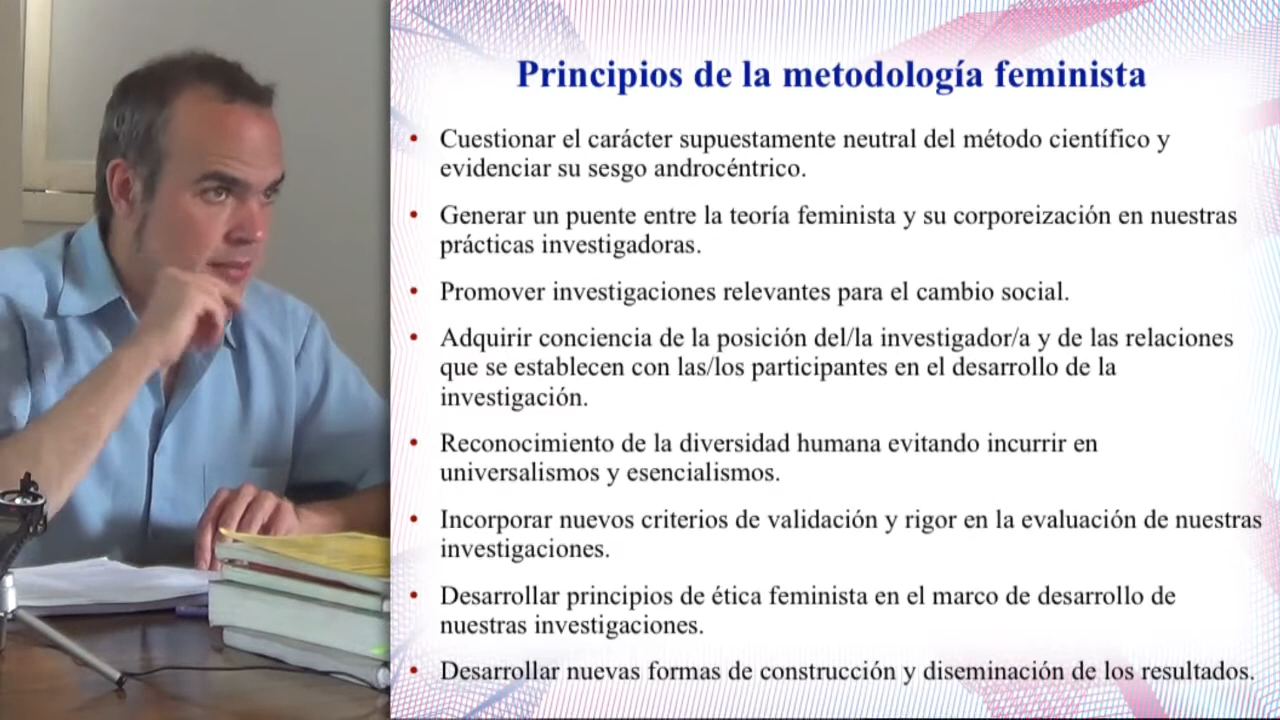 Principios de la metodología feminista
• Cuestionar el carácter supuestamente neutral del método científico y
evidenciar su sesgo androcéntrico.
• Generar un puente entre la teoría feminista y su corporeización en nuestras
prácticas investigadoras.
• Promover investigaciones relevantes para el cambio social.
• Adquirir conciencia de la posición del/la investigador/a y de las relaciones
que se establecen con las/los participantes en el desarrollo de la
investigación.
• Reconocimiento de la diversidad humana evitando incurrir en
universalismos y esencialismos.
• Incorporar nuevos criterios de validación y rigor en la evaluación de nuestras
investigaciones.
• Desarrollar principios de ética feminista en el marco de desarrollo de
nuestras investigaciones.
• Desarrollar nuevas formas de construcción y diseminación de los resultados.